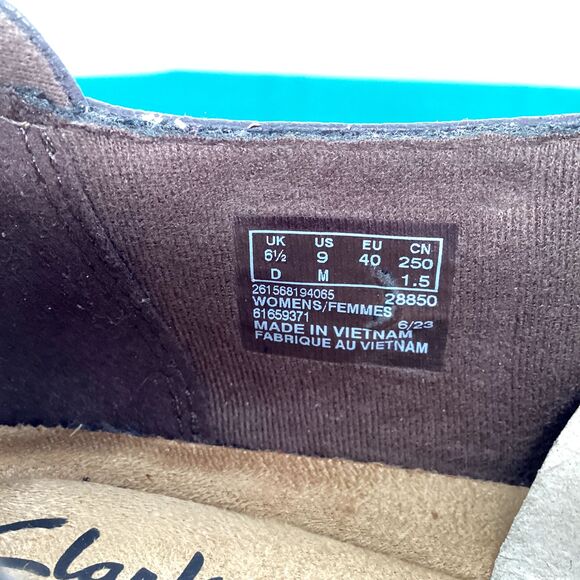 UK US EU CN
6½ 9 40 250
D M 1.5
261568194065 28850
WOMENS/FEMMES
61659371 6/23
MADE IN VIETNAM
FABRIQUE AU VIETNAM
Clarks